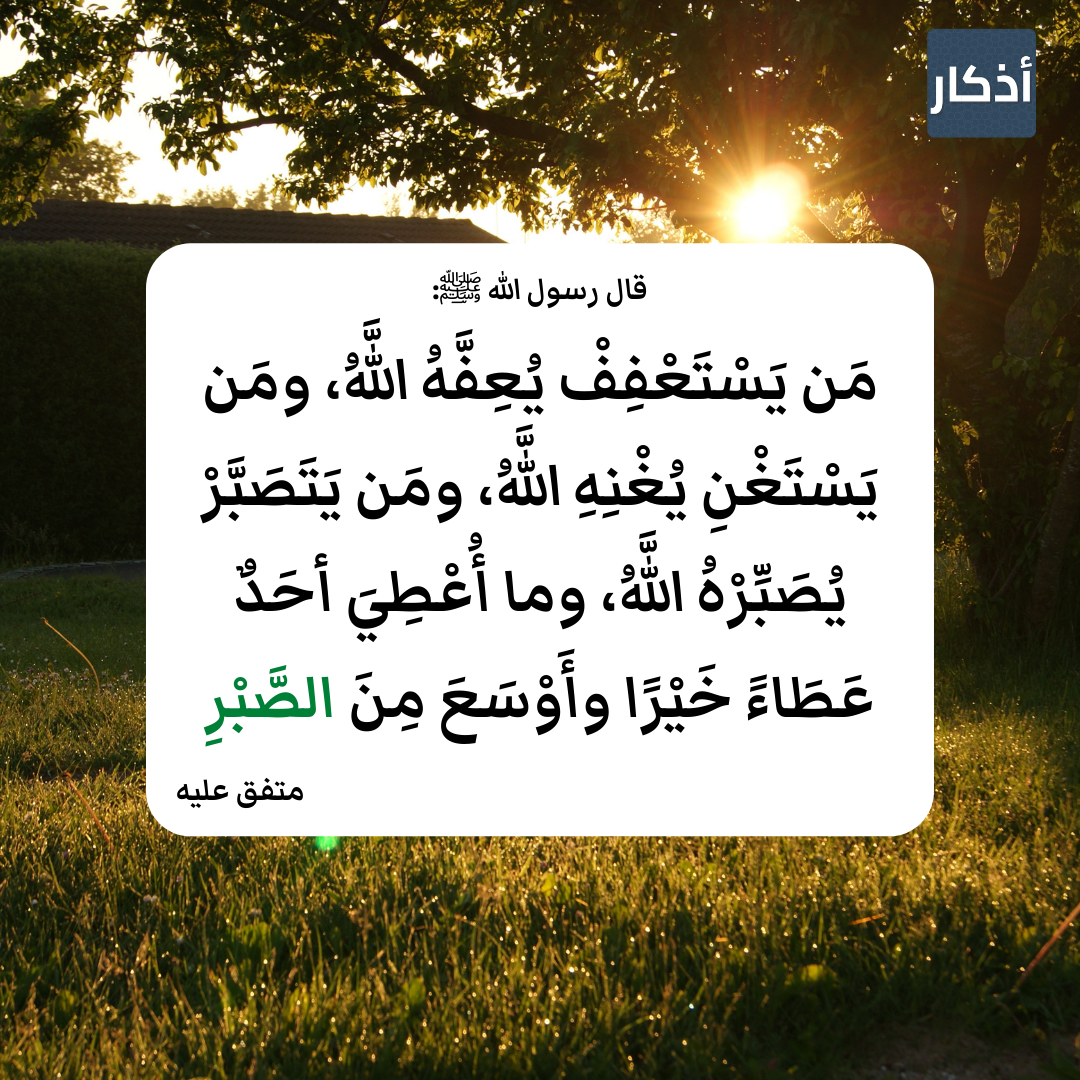 أذكار
قال رسول الله ﷺ:
مَن يَسْتَعْفِفْ يُعِفَّهُ اللَّهُ، ومَن
يَسْتَغْنِ يُغْنِهِ اللَّهُ، ومَن يَتَصَبَّرْ
يُصَبِّرْهُ اللَّهُ، وما أُعْطِيَ أحَدٌ
عَطَاءً خَيْرًا وأَوْسَعَ مِنَ الصَّبْرِ
متفق عليه